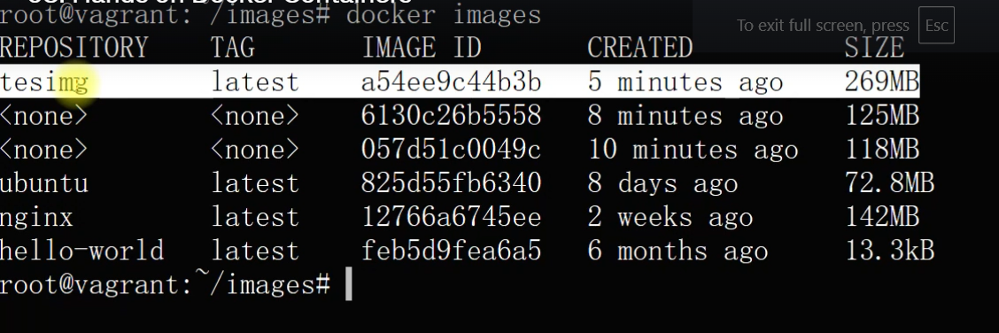 root@vagrant: /images# docker images
To exit full screen, press Esc
REPOSITORY TAG IMAGE ID CREATED SIZE
tesimg latest a54ee9c44b3b 5 minutes ago 269MB
<none> <none> 6130c26b5558 8 minutes ago 125MB
<none> <none> 057d51c0049c 10 minutes ago 118MB
ubuntu latest 825d55fb6340 8 days ago 72.8MB
nginx latest 12766a6745ee 2 weeks ago 142MB
hello-world latest feb5d9fea6a5 6 months ago 13.3kB
root@vagrant:~/images#